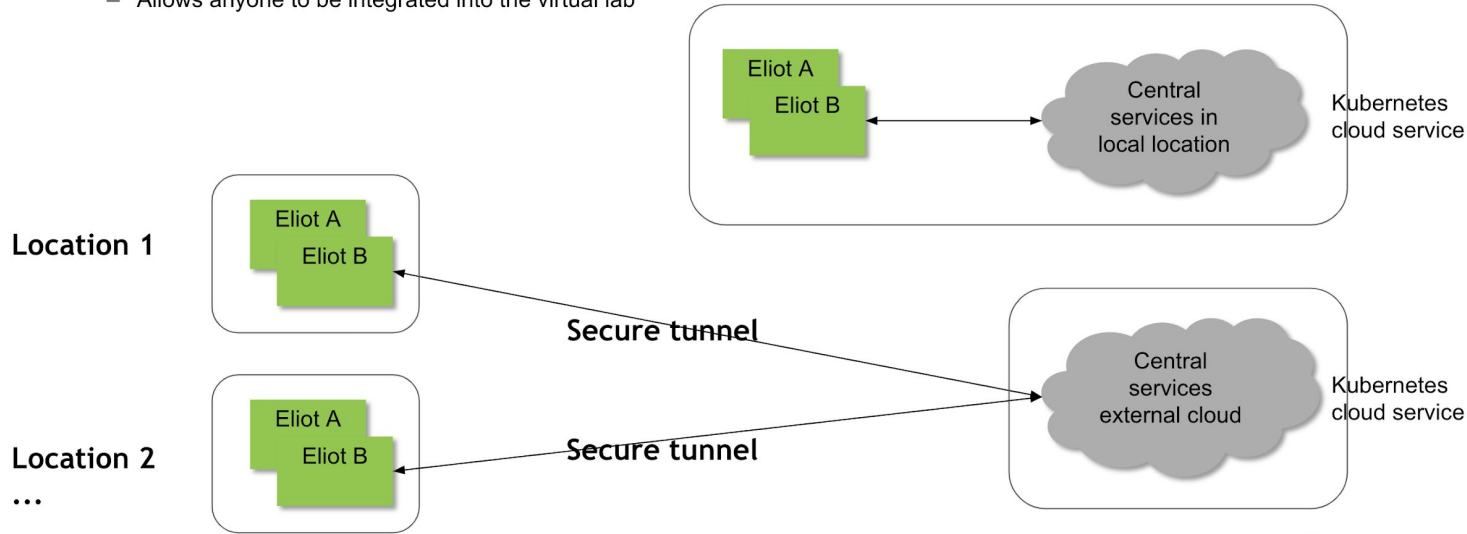 – Allows anyone to be integrated into the virtual lab
Eliot A
Eliot B
Central
services in
local location
Kubernetes
cloud service
Location 1
Eliot A
Eliot B
Secure tunnel
Central
services
external cloud
Kubernetes
cloud service
Location 2
...
Eliot A
Eliot B
Secure tunnel